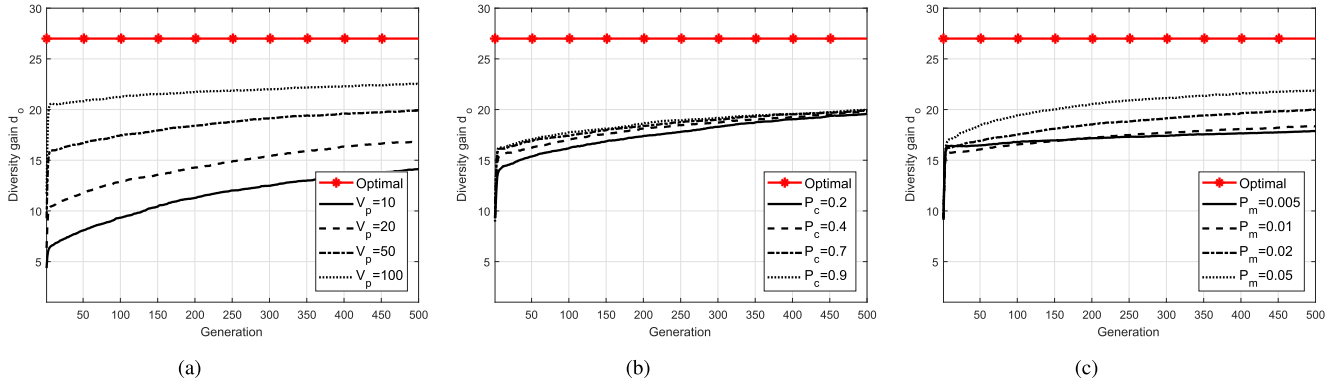 30
25
20
15
10
5
Diversity gain d_o
50 100 150 200 250 300 350 400 450 500
Generation
Optimal
V_p=10
V_p=20
V_p=50
V_p=100
(a)
30
25
20
15
10
5
Diversity gain d_o
50 100 150 200 250 300 350 400 450 500
Generation
Optimal
P_c=0.2
P_c=0.4
P_c=0.7
P_c=0.9
(b)
30
25
20
15
10
5
Diversity gain d_o
50 100 150 200 250 300 350 400 450 500
Generation
Optimal
P_m=0.005
P_m=0.01
P_m=0.02
P_m=0.05
(c)